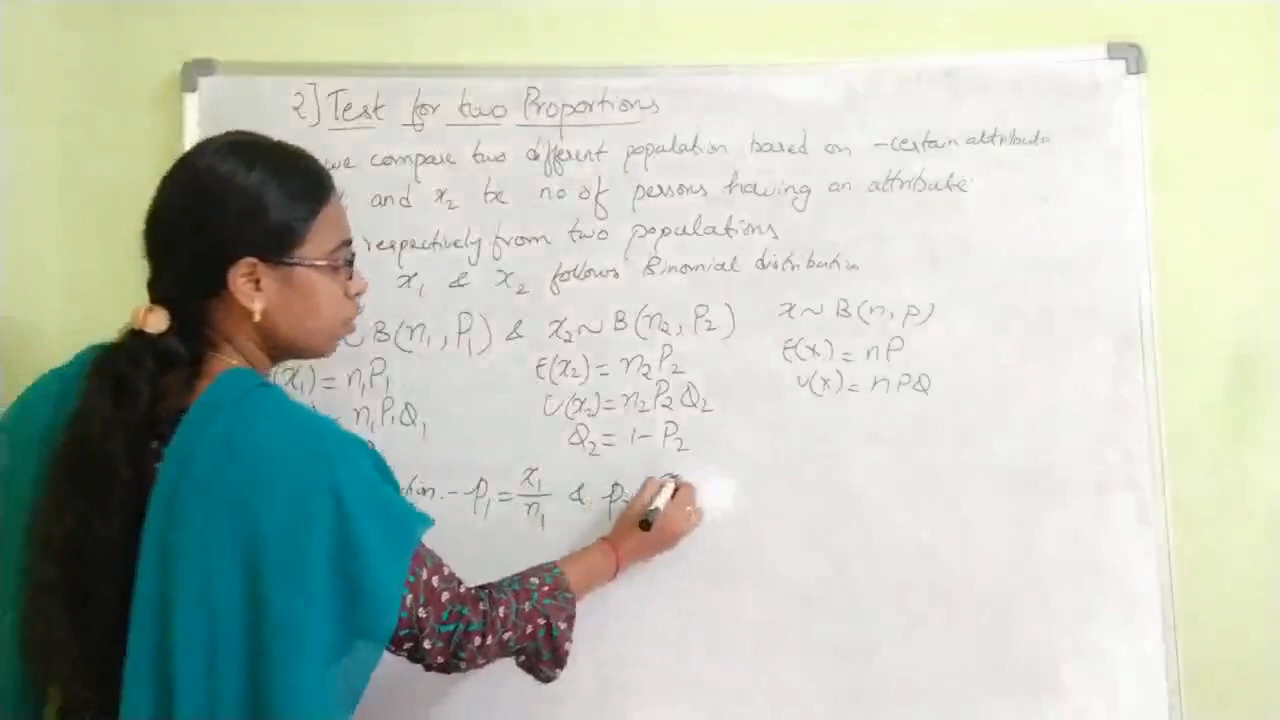 2] Test for two Proportions
we compare two different population based on - certain attribute
and x₂ be no of persons having an attribute
respectively from two populations
x₁ & x₂ follows Binomial distribution
B(n₁, P₁) & x₂ ~ B(n₂, P₂) x ~ B(n, p)
(x₁) = n₁P₁ E(x₂) = n₂P₂ E(x) = nP
= n₁P₁Q₁ V(x₂) = n₂P₂Q₂ V(x) = nPQ
Q₂ = 1 - P₂
- p₁ = x₁/n₁ & p₂